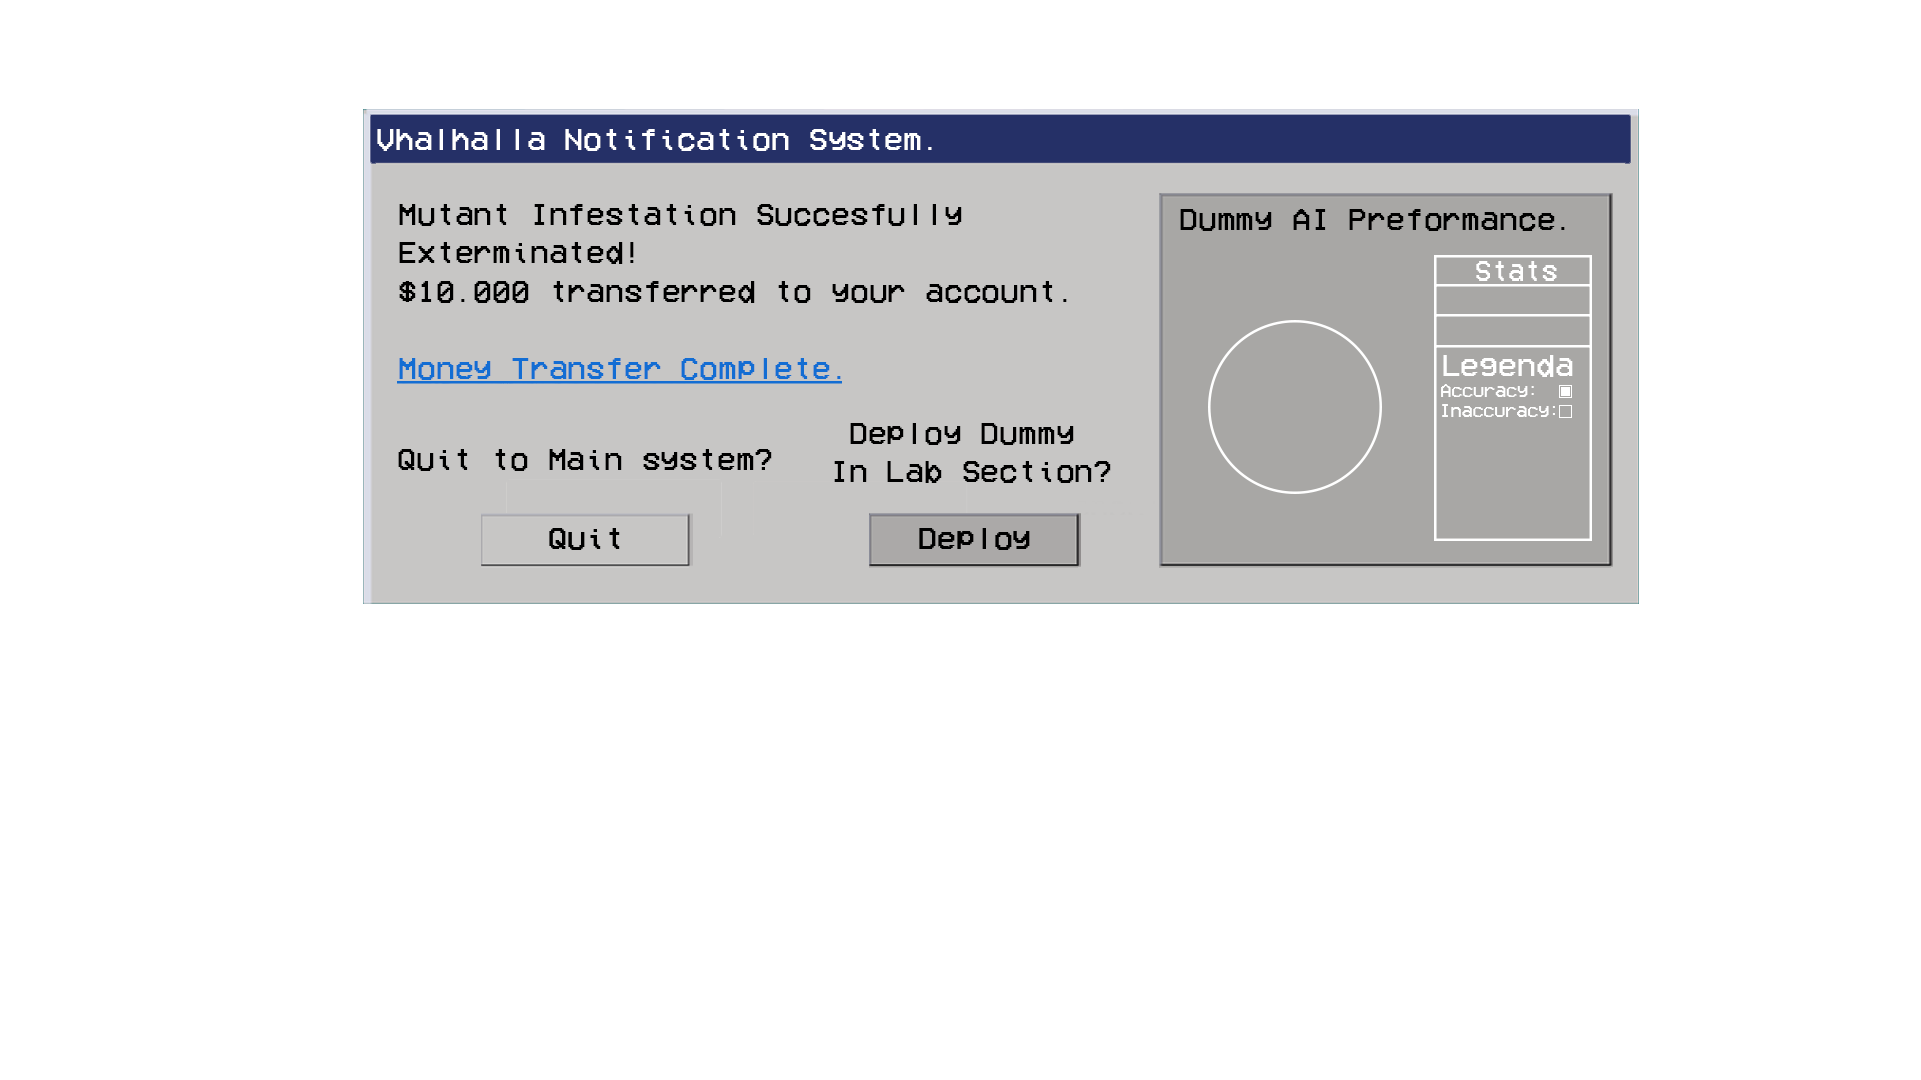 Vhalhalla Notification System.
Mutant Infestation Succesfully
Exterminated!
$10.000 transferred to your account.
Money Transfer Complete.
Quit to Main system?
Quit
Deploy Dummy
In Lab Section?
Deploy
Dummy AI Preformance.
Stats
Legenda
Accuracy:
Inaccuracy: